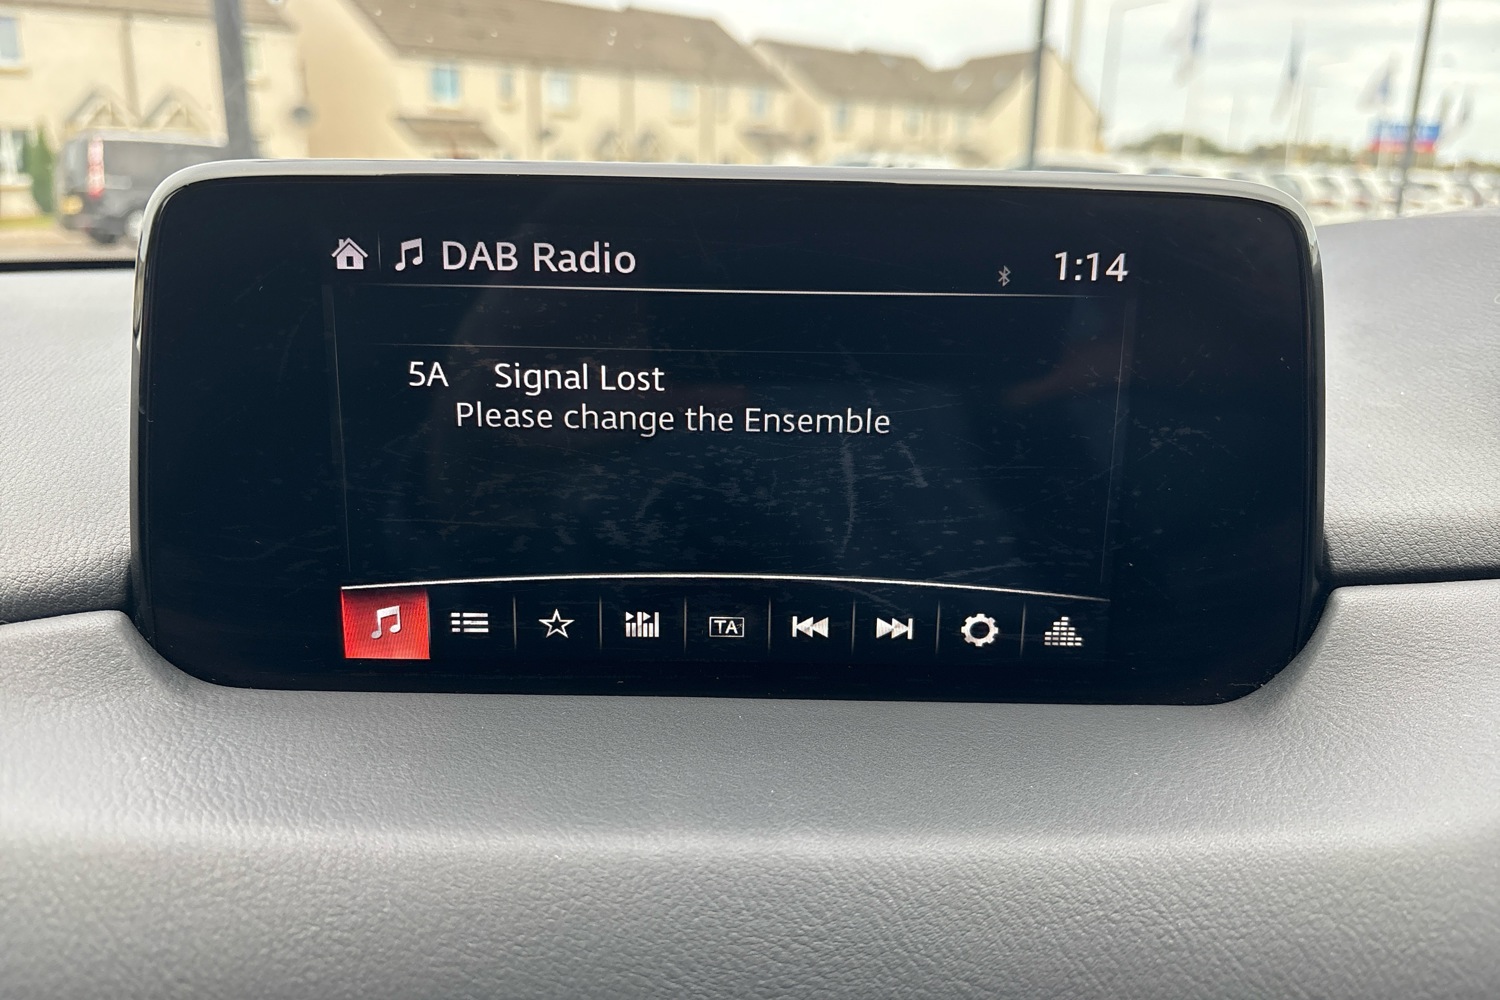 DAB Radio
1:14
5A Signal Lost
Please change the Ensemble
TA